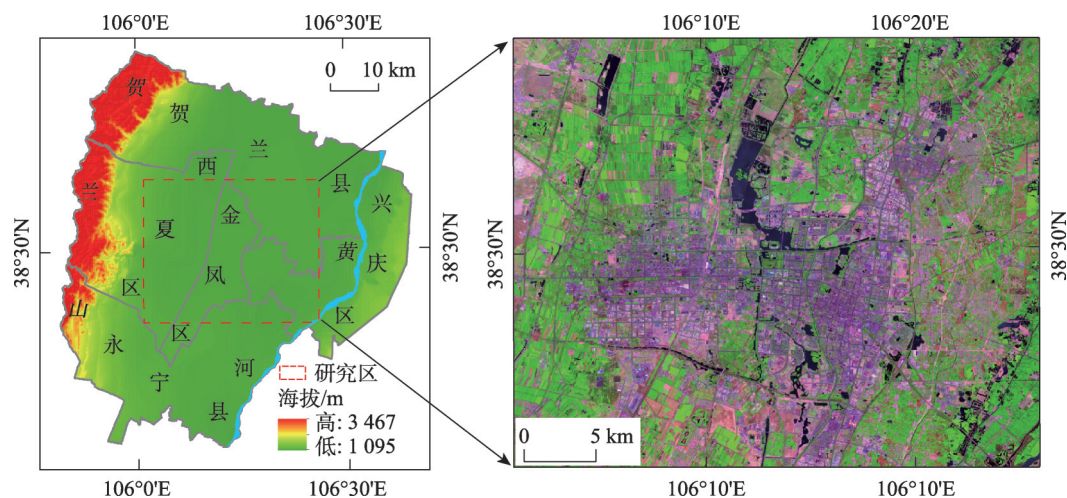 106°0'E
106°30'E
106°10'E
106°20'E
0 10 km
贺
贺
兰
西
兰
县
兴
夏
金
38°30'N
38°30'N
38°30'N
38°30'N
黄
庆
凤
区
山
永
区
区
宁
河
县
研究区
海拔/m
高: 3 467
低: 1 095
0 5 km
106°0'E
106°30'E
106°10'E
106°10'E